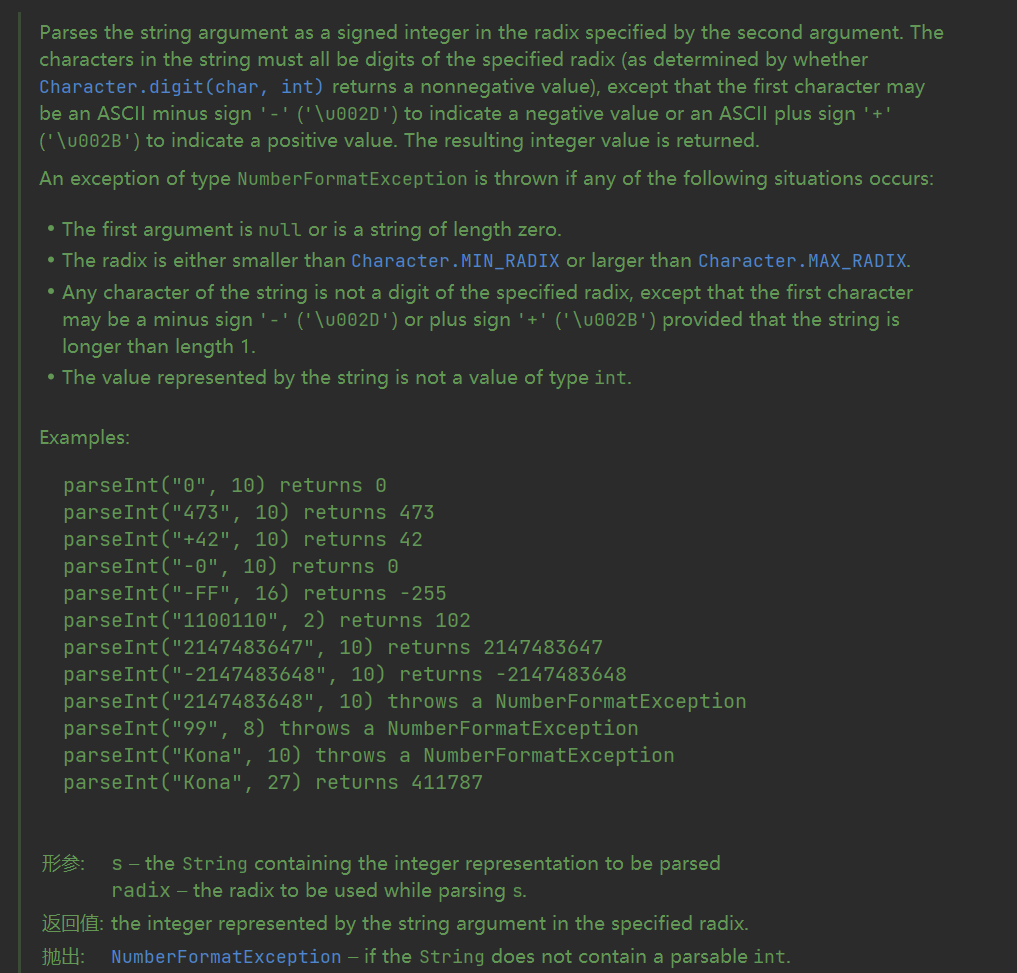 Parses the string argument as a signed integer in the radix specified by the second argument. The
characters in the string must all be digits of the specified radix (as determined by whether
Character.digit(char, int) returns a nonnegative value), except that the first character may
be an ASCII minus sign '-' ('\u002D') to indicate a negative value or an ASCII plus sign '+'
('\u002B') to indicate a positive value. The resulting integer value is returned.
An exception of type NumberFormatException is thrown if any of the following situations occurs:
• The first argument is null or is a string of length zero.
• The radix is either smaller than Character.MIN_RADIX or larger than Character.MAX_RADIX.
• Any character of the string is not a digit of the specified radix, except that the first character
may be a minus sign '-' ('\u002D') or plus sign '+' ('\u002B') provided that the string is
longer than length 1.
• The value represented by the string is not a value of type int.
Examples:
parseInt("0", 10) returns 0
parseInt("473", 10) returns 473
parseInt("+42", 10) returns 42
parseInt("-0", 10) returns 0
parseInt("-FF", 16) returns -255
parseInt("1100110", 2) returns 102
parseInt("2147483647", 10) returns 2147483647
parseInt("-2147483648", 10) returns -2147483648
parseInt("2147483648", 10) throws a NumberFormatException
parseInt("99", 8) throws a NumberFormatException
parseInt("Kona", 10) throws a NumberFormatException
parseInt("Kona", 27) returns 411787
形参: s – the String containing the integer representation to be parsed
radix – the radix to be used while parsing s.
返回值: the integer represented by the string argument in the specified radix.
抛出: NumberFormatException – if the String does not contain a parsable int.